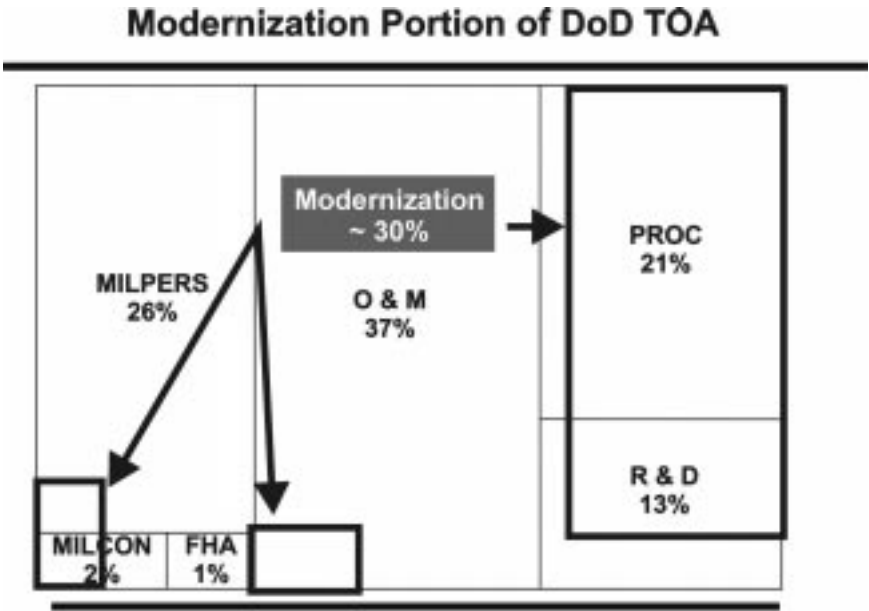 Modernization Portion of DoD TOA
Modernization
~ 30%
MILPERS
26%
O & M
37%
PROC
21%
R & D
13%
MILCON
2%
FHA
1%